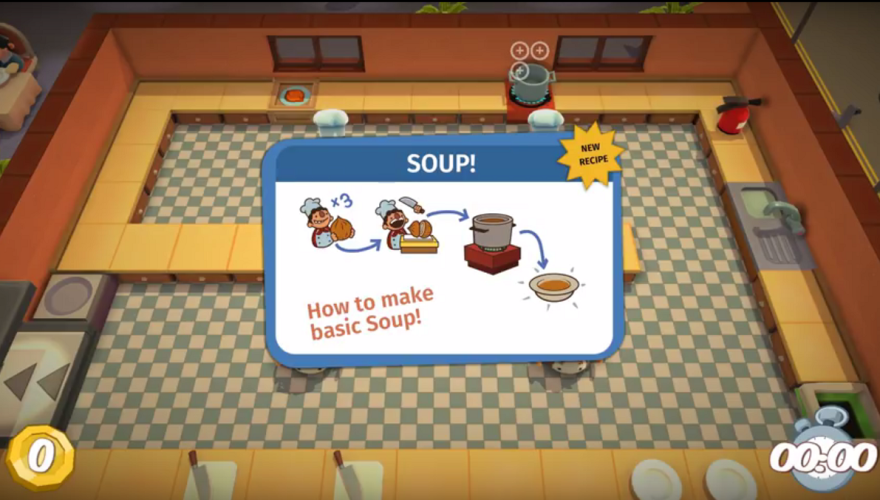 SOUP!
NEW
RECIPE
x3
How to make
basic Soup!
0
00:00